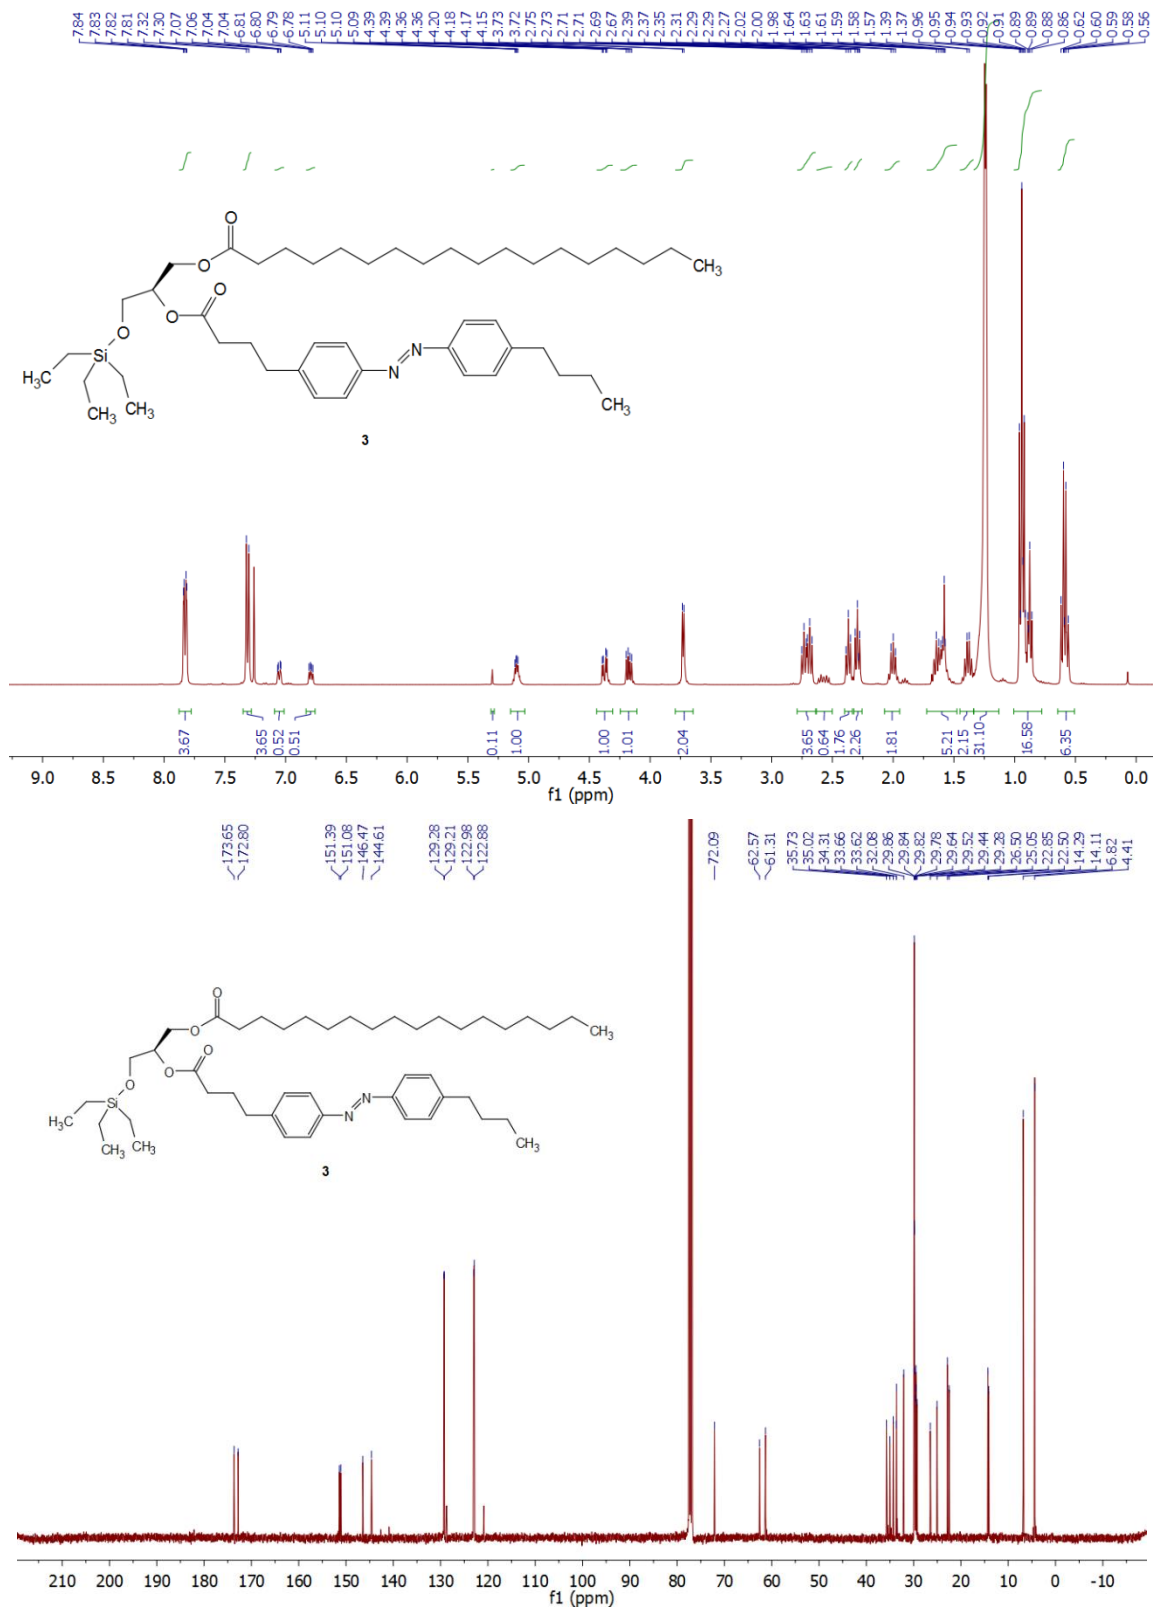 7.84 7.83 7.82 7.81 7.32 7.30 7.07 7.06 7.04 7.04 6.81 6.80 6.79 6.78 5.11 5.10 5.10 5.09 4.39 4.39 4.36 4.36 4.20 4.18 4.17 4.15 3.73 3.72 2.75 2.73 2.71 2.71 2.69 2.67 2.39 2.37 2.35 2.31 2.29 2.29 2.27 2.02 2.00 1.98 1.64 1.63 1.61 1.59 1.58 1.57 1.39 1.37 0.96 0.95 0.94 0.93 0.92 0.91 0.89 0.89 0.88 0.86 0.62 0.60 0.59 0.58 0.56
O
O
CH3
O
O
O
Si
N
N
H3C
CH3
CH3
CH3
3
3.67 3.65 0.52 0.51 0.11 1.00 1.00 1.01 2.04 3.65 0.64 1.76 2.26 1.81 5.21 2.15 31.10 16.58 6.35
9.0 8.5 8.0 7.5 7.0 6.5 6.0 5.5 5.0 4.5 4.0 3.5 3.0 2.5 2.0 1.5 1.0 0.5 0.0
f1 (ppm)
173.65 172.80 151.39 151.08 146.47 144.61 129.28 129.21 122.98 122.88 72.09 62.57 61.31 35.73 35.02 34.31 33.66 33.62 32.08 29.86 29.84 29.82 29.78 29.64 29.52 29.44 29.28 26.50 25.05 22.85 22.50 14.29 14.11 6.82 4.41
O
O
CH3
O
O
O
Si
N
N
H3C
CH3
CH3
CH3
3
210 200 190 180 170 160 150 140 130 120 110 100 90 80 70 60 50 40 30 20 10 0 -10
f1 (ppm)